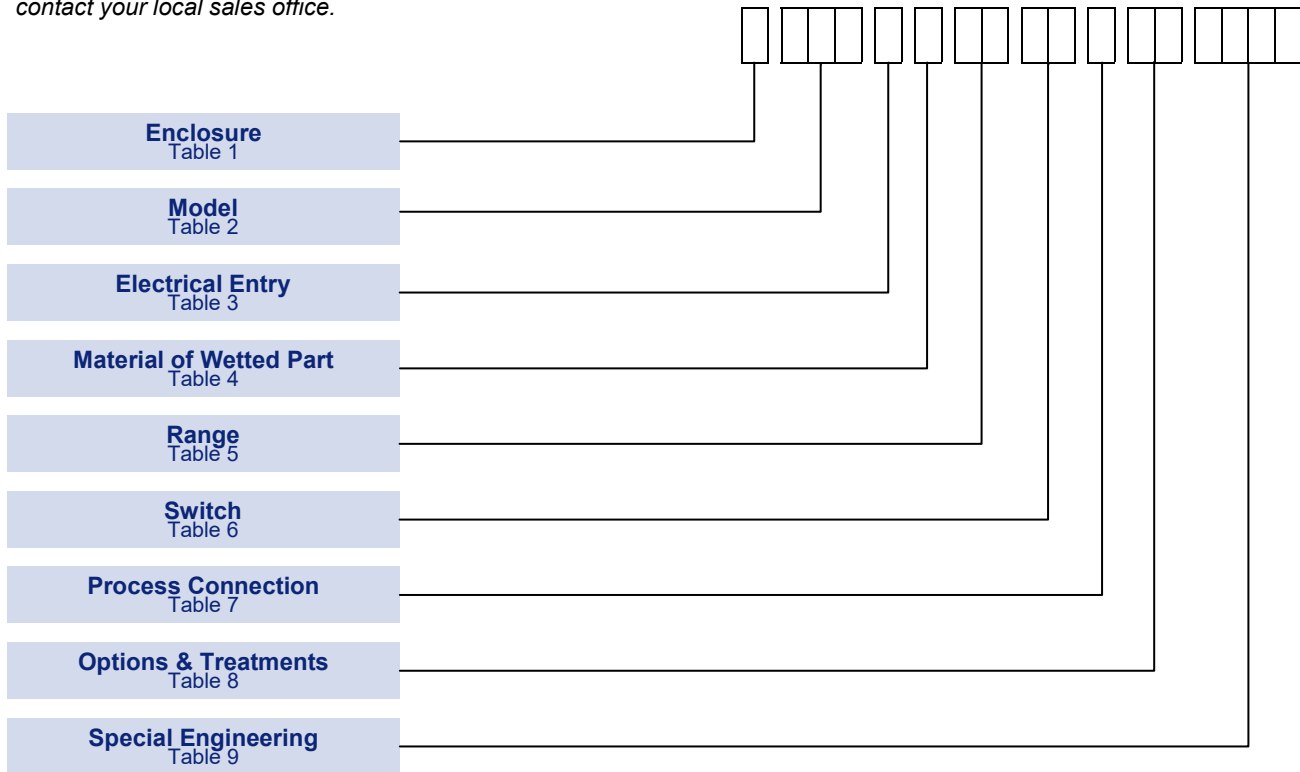 contact your local sales office.
Enclosure
Table 1
Model
Table 2
Electrical Entry
Table 3
Material of Wetted Part
Table 4
Range
Table 5
Switch
Table 6
Process Connection
Table 7
Options & Treatments
Table 8
Special Engineering
Table 9